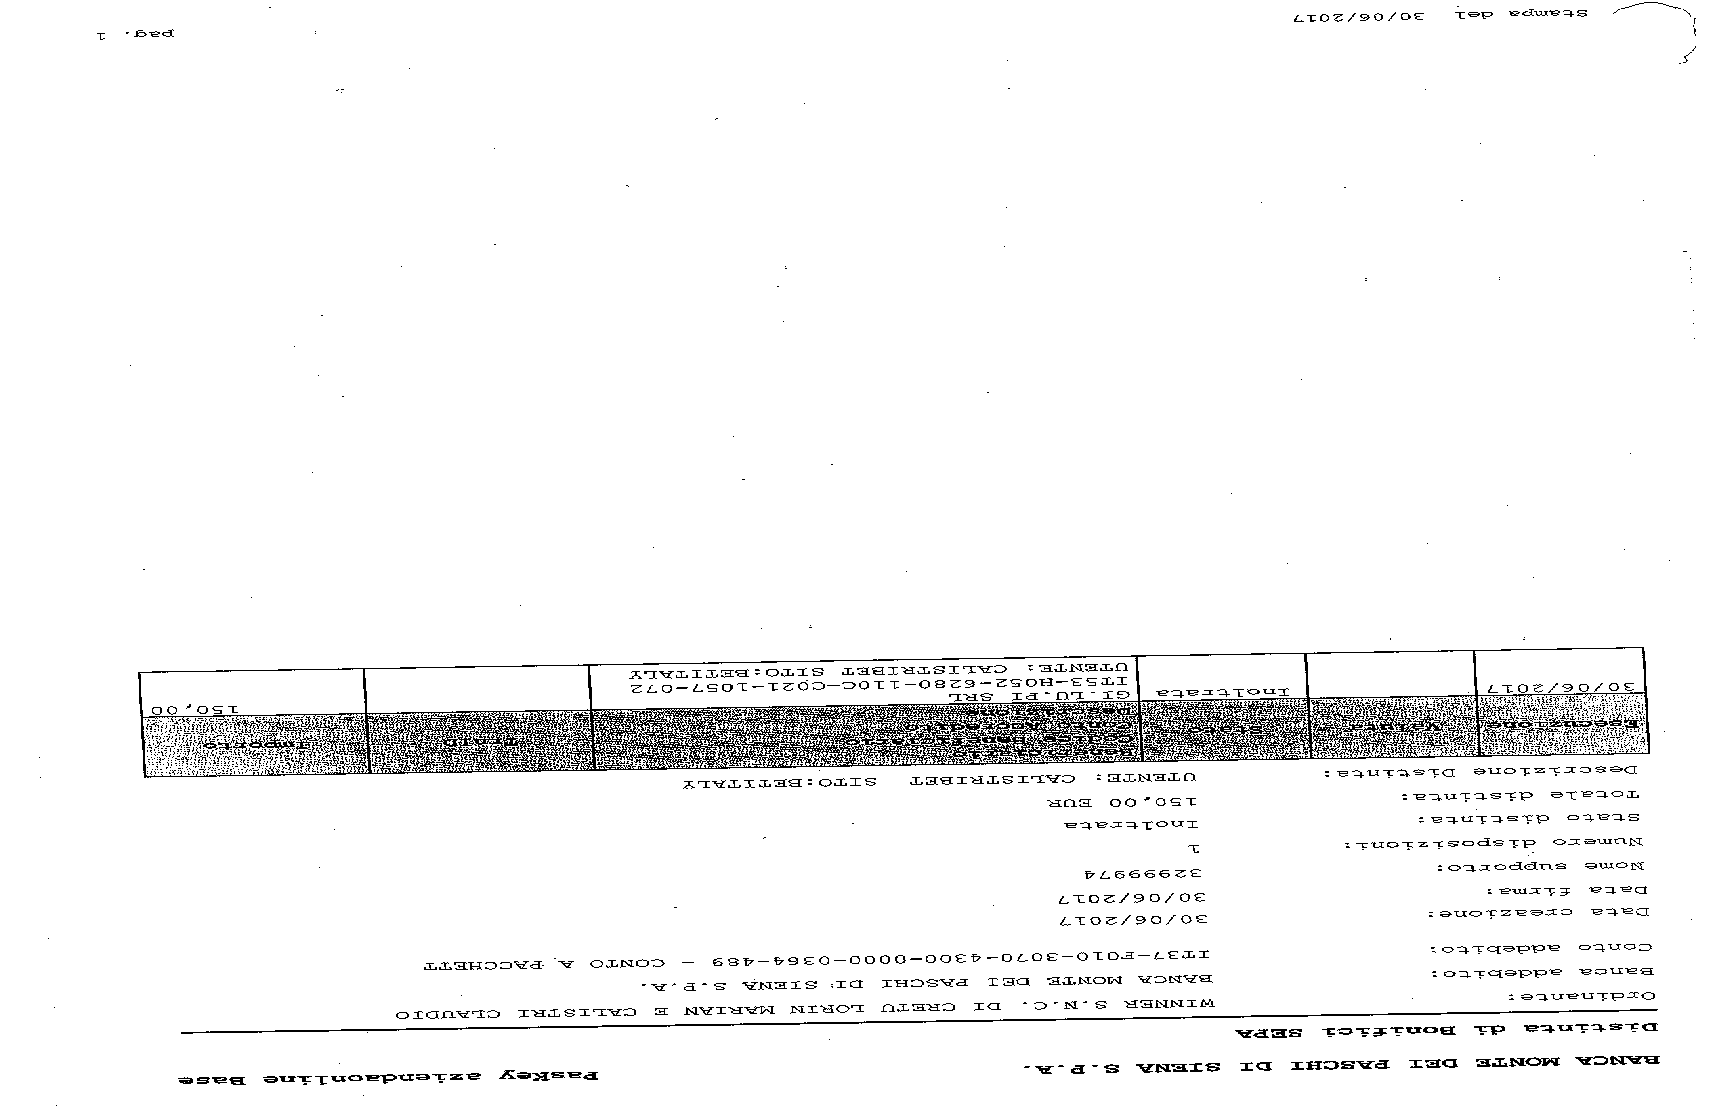 BANCA MONTE DEI PASCHI DI SIENA S.P.A. PasKey aziendaonline Base
Distinta di Bonifici SEPA
Ordinante: WINNER S.N.C. DI CRETU LORIN MARIAN E CALISTRI CLAUDIO
Banca addebito: BANCA MONTE DEI PASCHI DI SIENA S.P.A.
Conto addebito: IT37-F010-3070-4300-0000-0364-489 - CONTO A PACCHETT
Data creazione: 30/06/2017
Data firma: 30/06/2017
Nome supporto: 3299974
Numero disposizioni: 1
Stato distinta: Inoltrata
Totale distinta: 150,00 EUR
Descrizione Distinta: UTENTE: CALISTRIBET SITO:BETITALY
Esecuzione Importo
30/06/2017 Inoltrata GI.LU.PI SRL 150,00
IT53-H052-6280-110C-C021-1057-072
UTENTE: CALISTRIBET SITO:BETITALY
Stampa del 30/06/2017 pag. 1